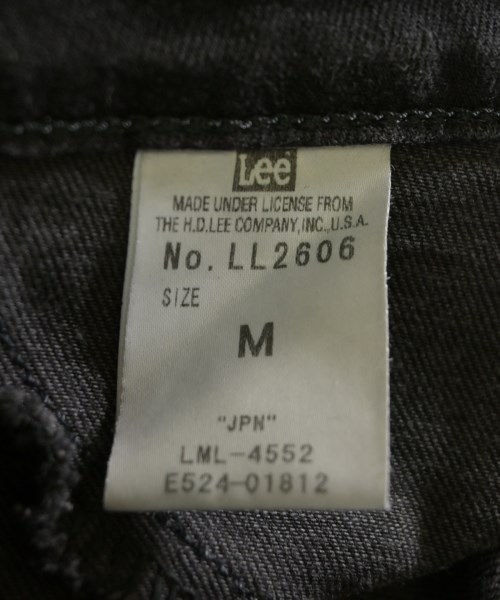 Lee
MADE UNDER LICENSE FROM
THE H.D.LEE COMPANY,INC.,U.S.A.
No. LL2606
SIZE
M
"JPN"
LML-4552
E524-01812